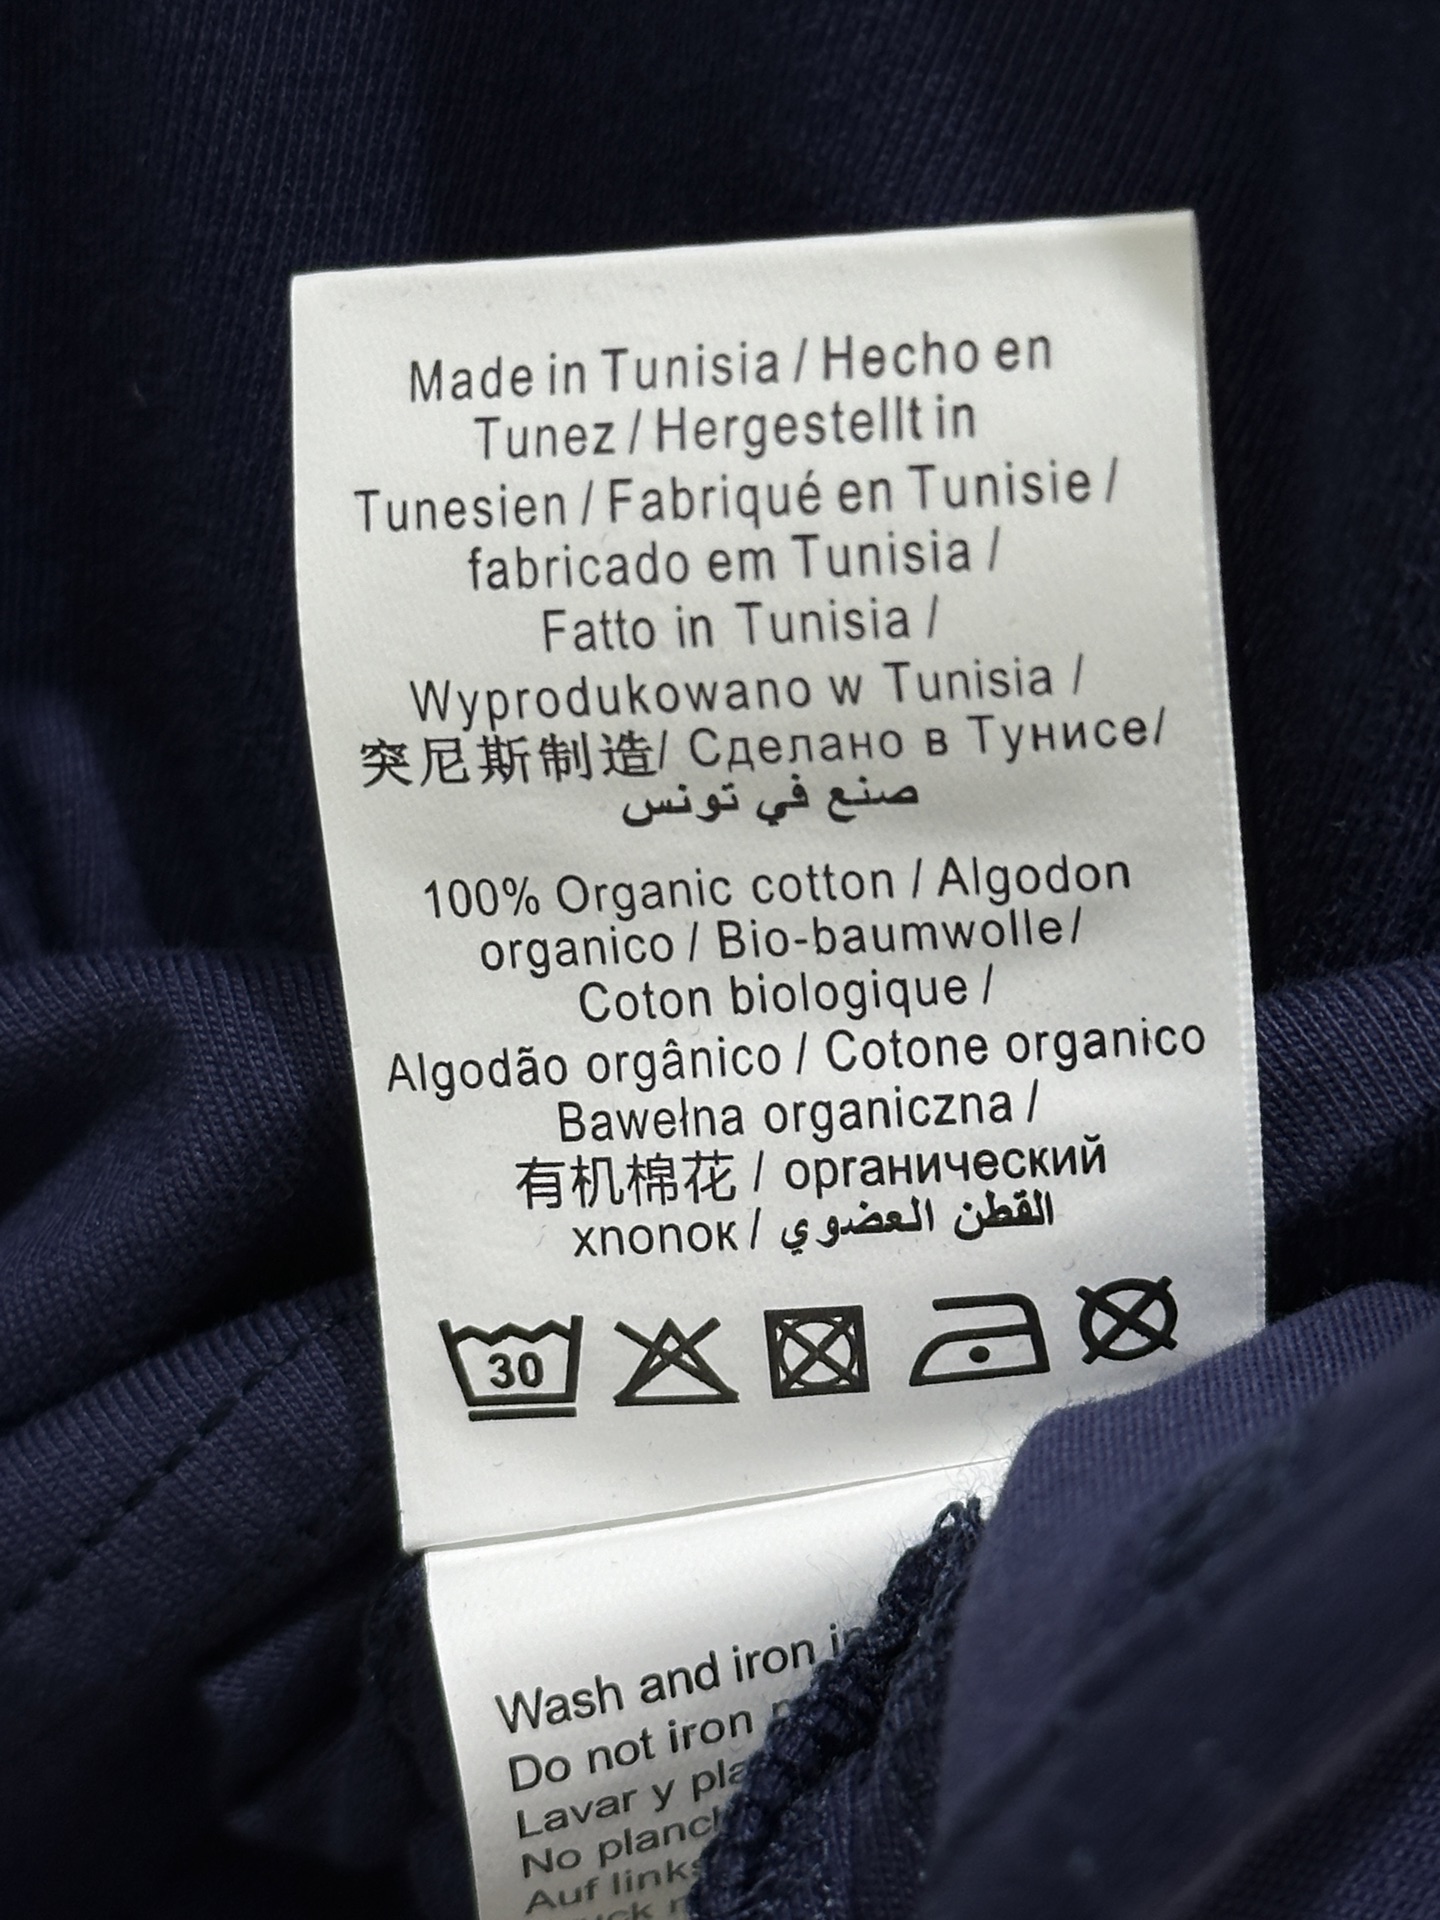 Made in Tunisia / Hecho en
Tunez / Hergestellt in
Tunesien / Fabriqué en Tunisie /
fabricado em Tunisia /
Fatto in Tunisia /
Wyprodukowano w Tunisia /
突尼斯制造/ Сделано в Тунисе/
صنع في تونس
100% Organic cotton / Algodon
organico / Bio-baumwolle/
Coton biologique /
Algodão orgânico / Cotone organico
Bawełna organiczna /
有机棉花 / органический
хлопок / القطن العضوي
30
Wash and iron
Do not iron
Lavar y
No
Auf